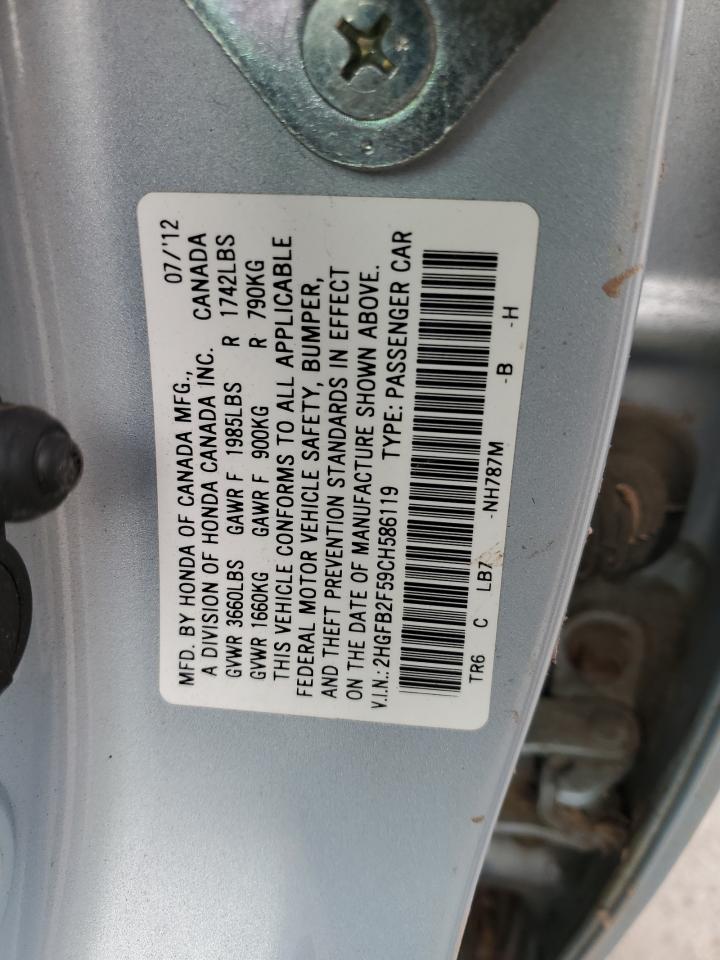 MFD. BY HONDA OF CANADA MFG., 07/'12
A DIVISION OF HONDA CANADA INC. CANADA
GVWR 3660LBS GAWR F 1985LBS R 1742LBS
GVWR 1660KG GAWR F 900KG R 790KG
THIS VEHICLE CONFORMS TO ALL APPLICABLE
FEDERAL MOTOR VEHICLE SAFETY, BUMPER,
AND THEFT PREVENTION STANDARDS IN EFFECT
ON THE DATE OF MANUFACTURE SHOWN ABOVE.
V.I.N.: 2HGFB2F59CH586119 TYPE: PASSENGER CAR
TR6 C LB7 -NH787M -B -H